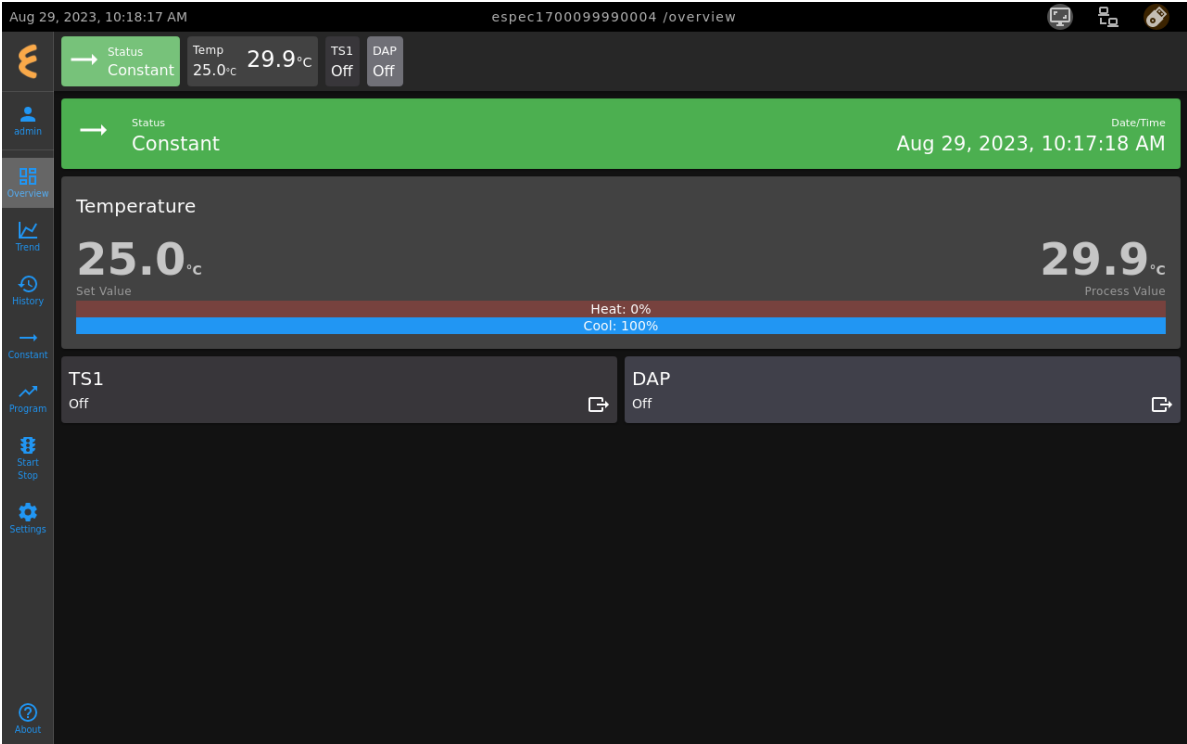 Aug 29, 2023, 10:18:17 AM
espec1700099990004 /overview
Status
Constant
Temp
25.0°C 29.9°C
TS1
Off
DAP
Off
admin
Overview
Trend
History
Constant
Program
Start
Stop
Settings
About
Status
Constant
Date/Time
Aug 29, 2023, 10:17:18 AM
Temperature
25.0°C
Set Value
29.9°C
Process Value
Heat: 0%
Cool: 100%
TS1
Off
DAP
Off